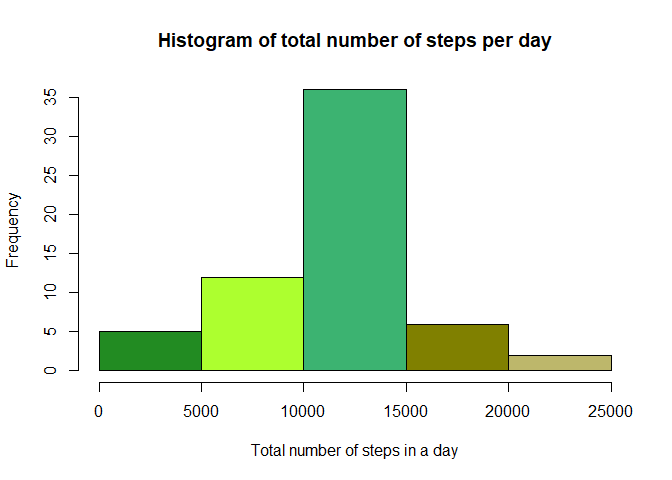 Histogram of total number of steps per day
Frequency
35
30
25
20
15
10
5
0
0 5000 10000 15000 20000 25000
Total number of steps in a day